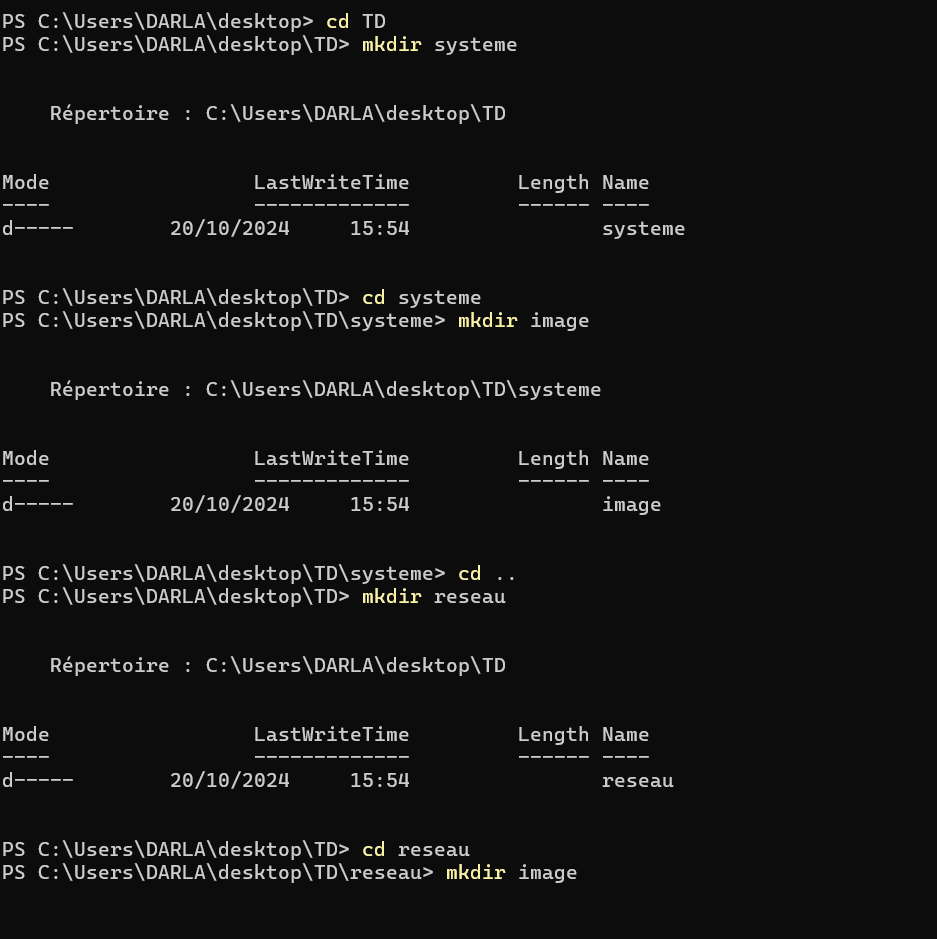 PS C:\Users\DARLA\desktop> cd TD
PS C:\Users\DARLA\desktop\TD> mkdir systeme
    Répertoire : C:\Users\DARLA\desktop\TD
Mode                 LastWriteTime         Length Name
----                 -------------         ------ ----
d-----        20/10/2024     15:54                systeme
PS C:\Users\DARLA\desktop\TD> cd systeme
PS C:\Users\DARLA\desktop\TD\systeme> mkdir image
    Répertoire : C:\Users\DARLA\desktop\TD\systeme
Mode                 LastWriteTime         Length Name
----                 -------------         ------ ----
d-----        20/10/2024     15:54                image
PS C:\Users\DARLA\desktop\TD\systeme> cd ..
PS C:\Users\DARLA\desktop\TD> mkdir reseau
    Répertoire : C:\Users\DARLA\desktop\TD
Mode                 LastWriteTime         Length Name
----                 -------------         ------ ----
d-----        20/10/2024     15:54                reseau
PS C:\Users\DARLA\desktop\TD> cd reseau
PS C:\Users\DARLA\desktop\TD\reseau> mkdir image